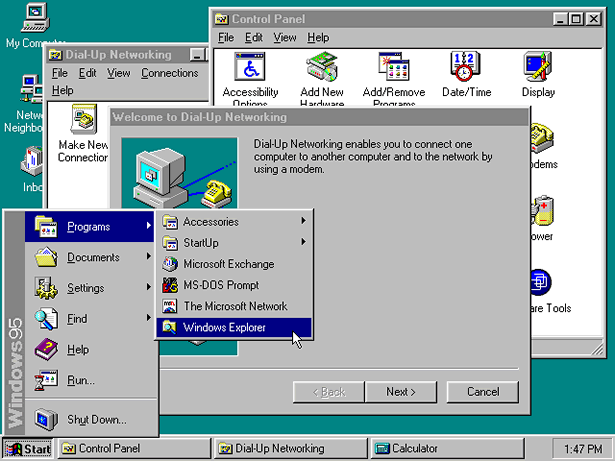 My Computer
Network
Neighborhood
Inbox
Dial-Up Networking
File Edit View Connections
Help
Make New
Connection
Control Panel
File Edit View Help
Accessibility
Options
Add New
Hardware
Add/Remove
Programs
Date/Time
Display
odems
ower
are Tools
Welcome to Dial-Up Networking
Dial-Up Networking enables you to connect one
computer to another computer and to the network by
using a modem.
< Back
Next >
Cancel
Windows95
Programs
Documents
Settings
Find
Help
Run...
Shut Down...
Accessories
StartUp
Microsoft Exchange
MS-DOS Prompt
The Microsoft Network
Windows Explorer
Start
Control Panel
Dial-Up Networking
Calculator
1:47 PM